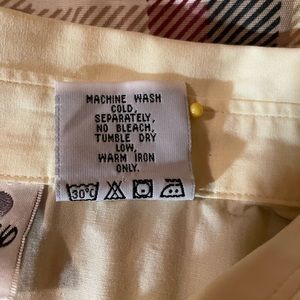 MACHINE WASH
COLD,
SEPARATELY,
NO BLEACH,
TUMBLE DRY
LOW,
WARM IRON
ONLY.
30°C